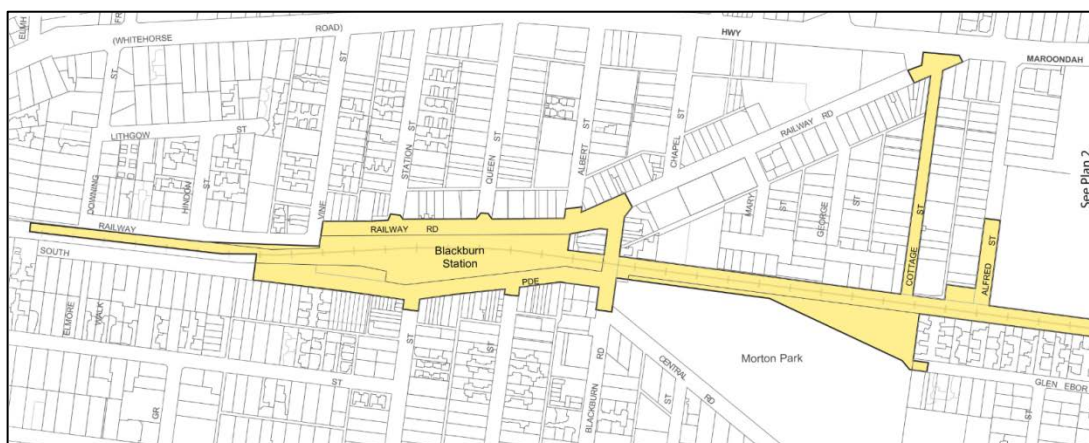 ELMH
FR
(WHITEHORSE
ROAD)
HWY
MAROONDAH
ST
ST
ST
ST
ST
ST
LITHGOW
ST
STATION
QUEEN
ALBERT
CHAPEL
RAILWAY RD
DOWNING
HINDON
ST
VINE
MARY
ST
GEORGE
ST
COTTAGE
ST
ALFRED
ST
See Plan 2
RAILWAY
RAILWAY RD
Blackburn
Station
SOUTH
PDE
ELMORE
WALK
ST
ST
BLACKBURN
RD
CENTRAL
RD
ST
Morton Park
GLEN EBOR
ST
ST
GR